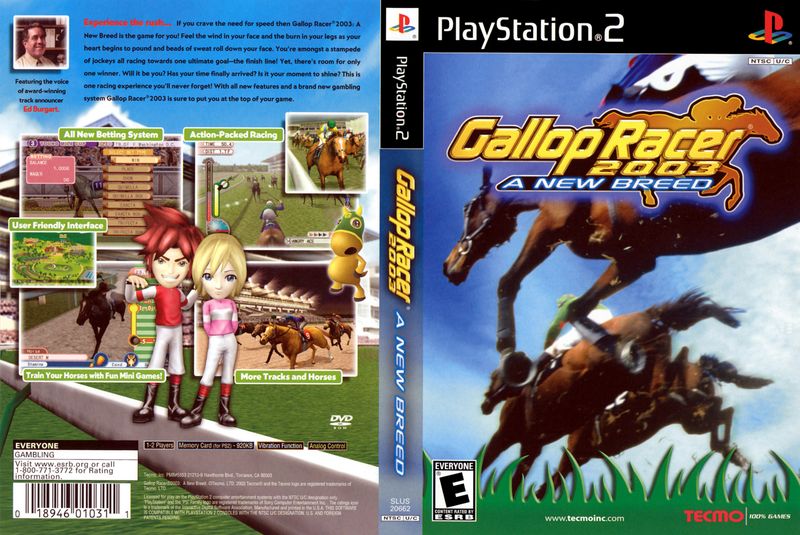 Experience the rush... If you crave the need for speed then Gallop Racer® 2003: A
New Breed is the game for you! Feel the wind in your face and the burn in your legs as your
heart begins to pound and beads of sweat roll down your face. You're amongst a stampede
of jockeys all racing towards one ultimate goal—the finish line! Yet, there's room for only
one winner. Will it be you? Has your time finally arrived? Is it your moment to shine? This is
one racing experience you'll never forget! With all new features and a brand new gambling
system Gallop Racer® 2003 is sure to put you at the top of your game.
Featuring the voice
of award-winning
track announcer
Ed Burgart.
All New Betting System
Action-Packed Racing
BETTING
BALANCE
User Friendly Interface
Train Your Horses with Fun Mini Games!
More Tracks and Horses
DVD
ROM
EVERYONE
GAMBLING
Visit www.esrb.org or call
1-800-771-3772 for Rating
Information.
0 18946 01031 1
1-2 Players
Memory Card (for PS2) - 920KB
Vibration Function
Analog Control
PlayStation®2
Gallop Racer®
2003
A NEW BREED
SLUS
20662
NTSC U/C
PlayStation®2
NTSC U/C
Gallop Racer®
2003
A NEW BREED
EVERYONE
E
CONTENT RATED BY
ESRB
www.tecmoinc.com
TECMO 100% GAMES